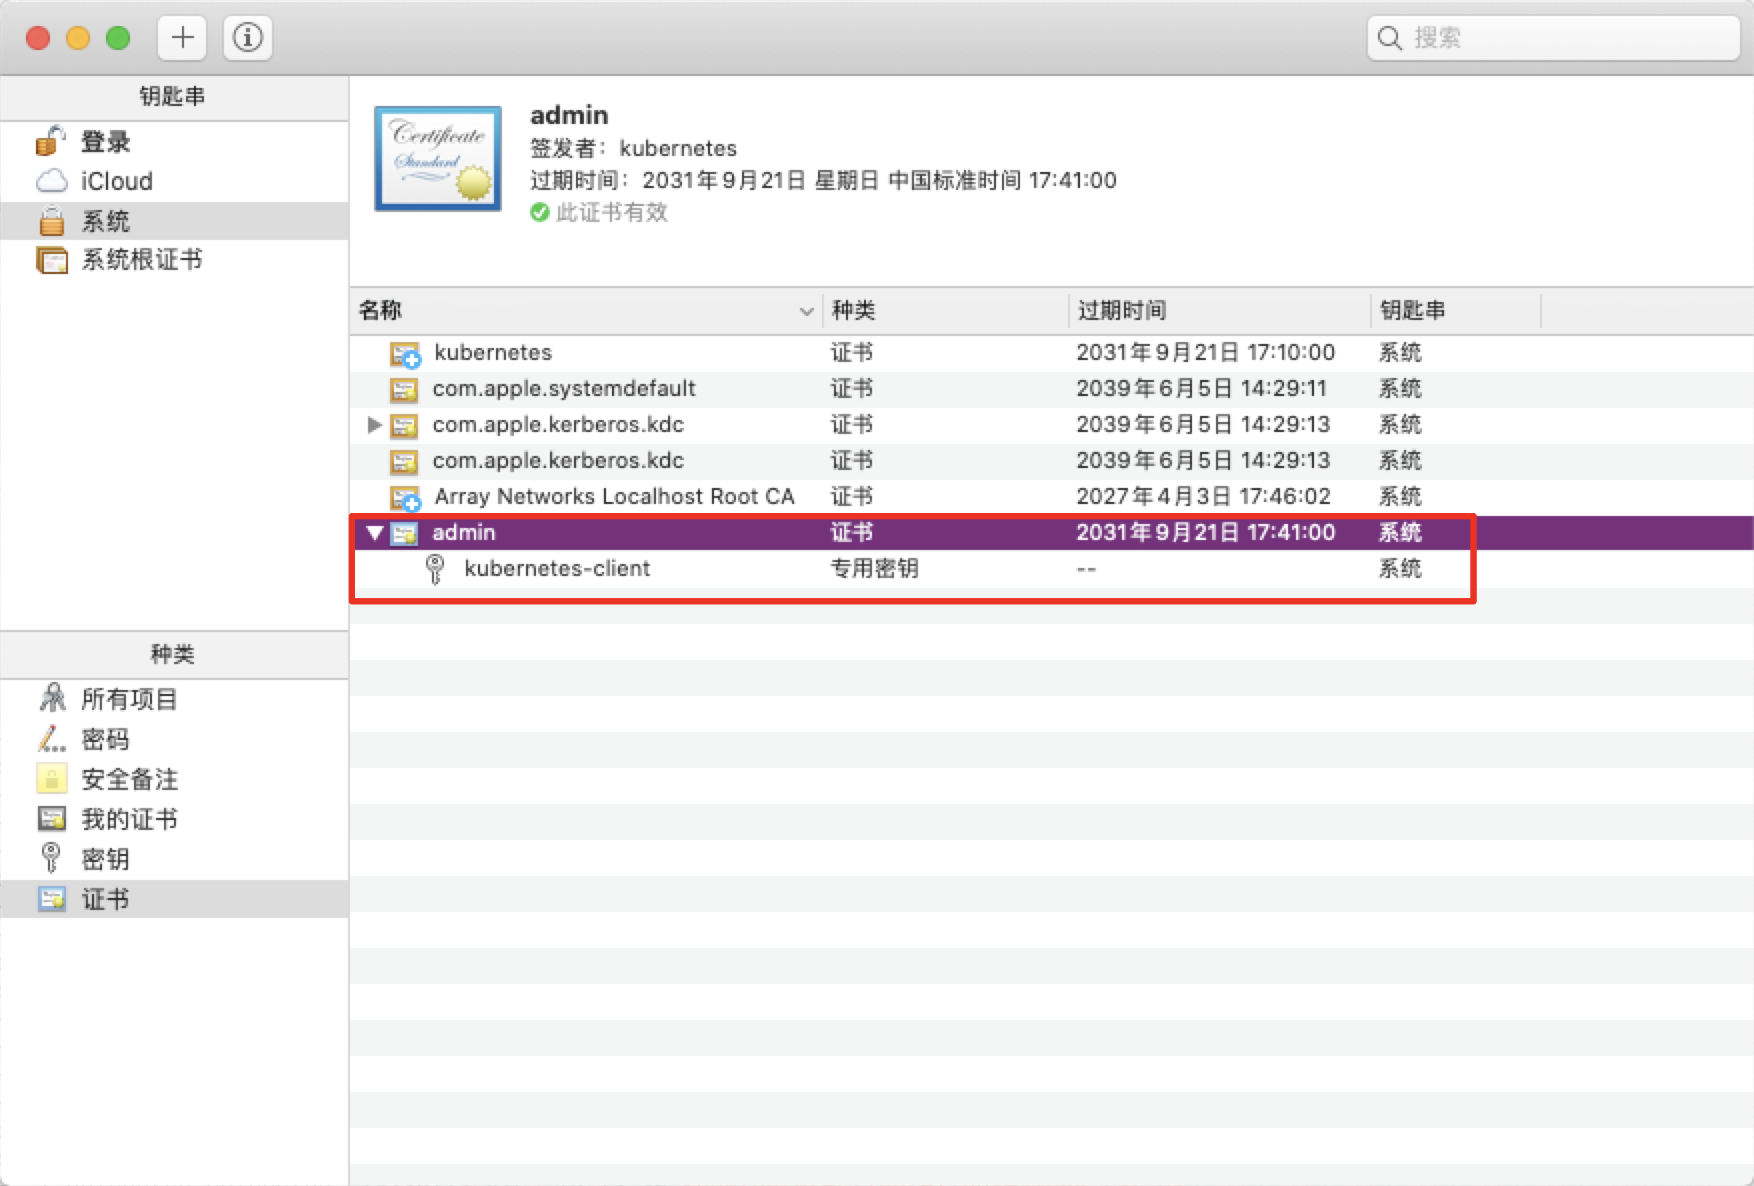 搜索
钥匙串
登录
iCloud
系统
系统根证书
Certificate
Standard
admin
签发者：kubernetes
过期时间：2031年9月21日 星期日 中国标准时间 17:41:00
此证书有效
名称 种类 过期时间 钥匙串
kubernetes 证书 2031年9月21日 17:10:00 系统
com.apple.systemdefault 证书 2039年6月5日 14:29:11 系统
com.apple.kerberos.kdc 证书 2039年6月5日 14:29:13 系统
com.apple.kerberos.kdc 证书 2039年6月5日 14:29:13 系统
Array Networks Localhost Root CA 证书 2027年4月3日 17:46:02 系统
admin 证书 2031年9月21日 17:41:00 系统
kubernetes-client 专用密钥 -- 系统
种类
所有项目
密码
安全备注
我的证书
密钥
证书